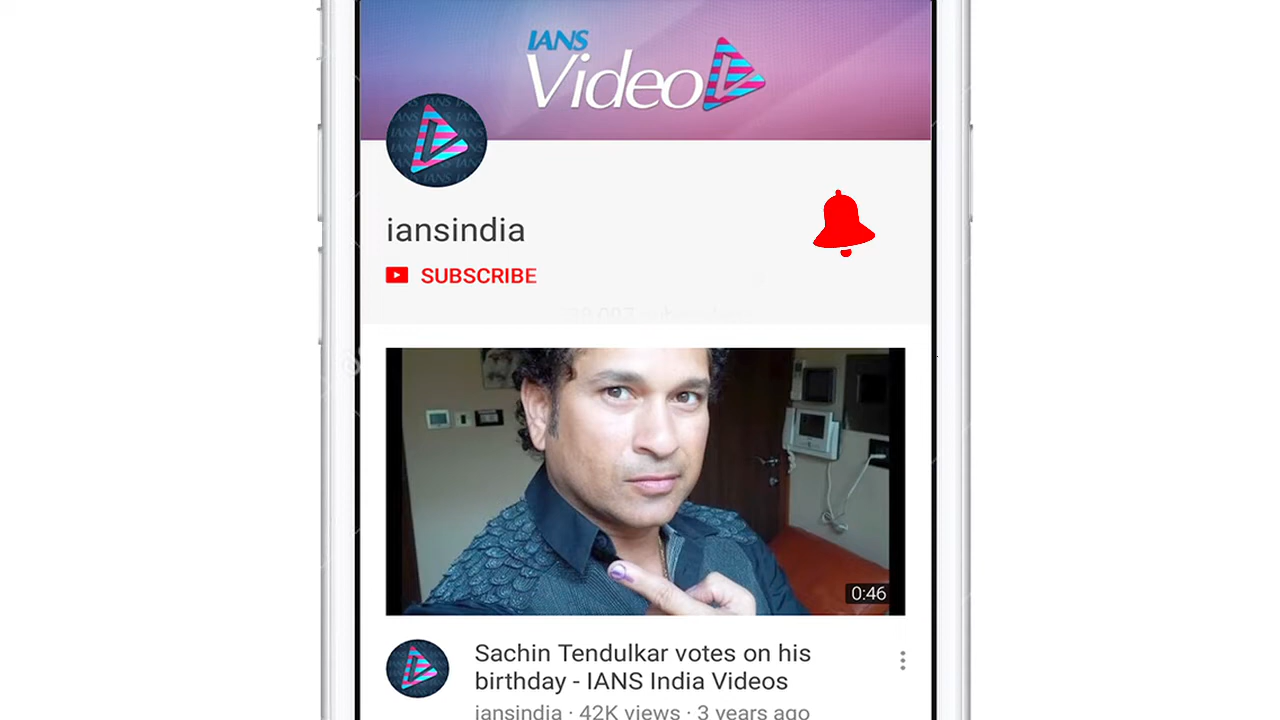 IANS
Video
iansindia
SUBSCRIBE
0:46
Sachin Tendulkar votes on his
birthday - IANS India Videos
iansindia · 42K views · 3 years ago